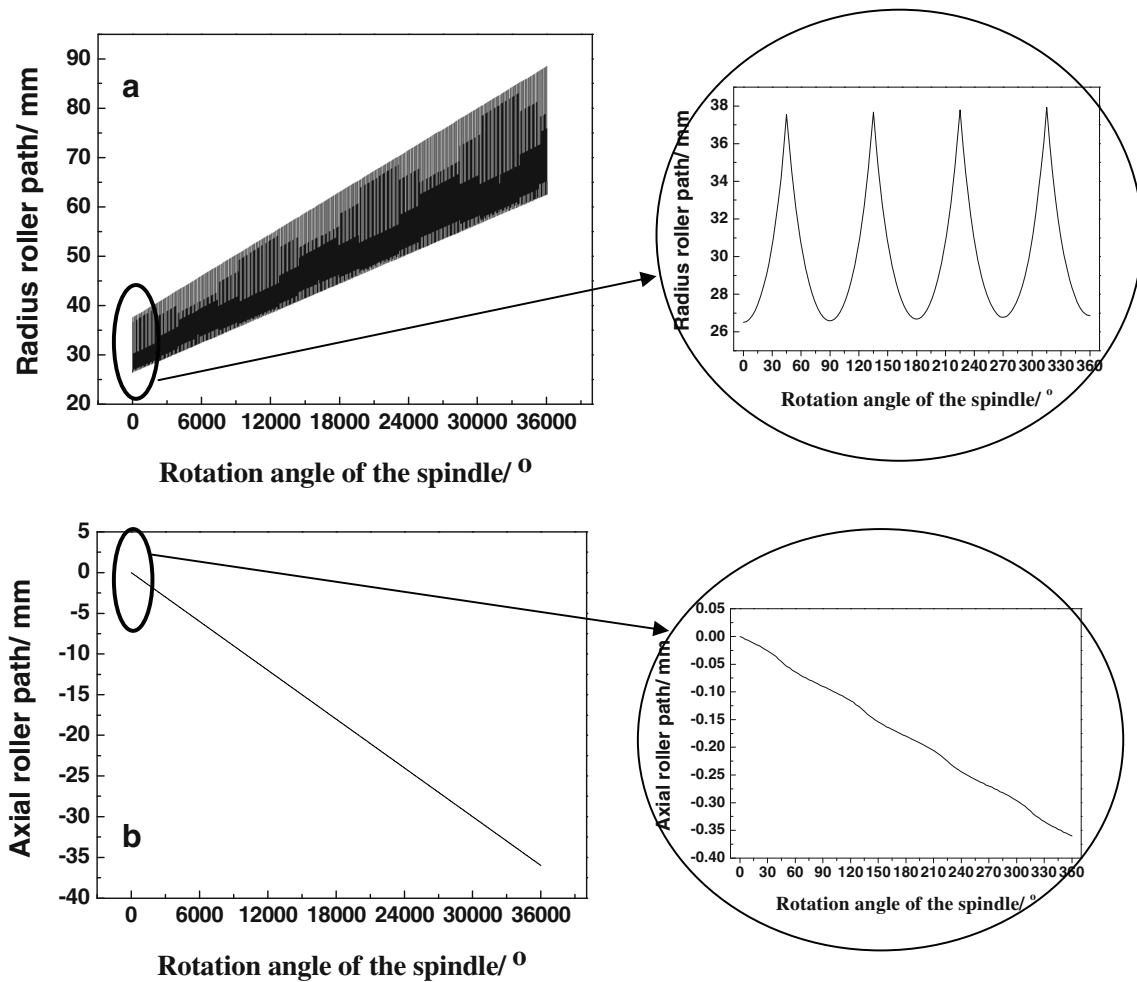 a
90
80
70
60
50
40
30
20
Radius roller path/ mm
0 6000 12000 18000 24000 30000 36000
Rotation angle of the spindle/ °
38
36
34
32
30
28
26
Radius roller path/ mm
0 30 60 90 120 150 180 210 240 270 300 330 360
Rotation angle of the spindle/ °
b
5
0
-5
-10
-15
-20
-25
-30
-35
-40
Axial roller path/ mm
0 6000 12000 18000 24000 30000 36000
Rotation angle of the spindle/ °
0.05
0.00
-0.05
-0.10
-0.15
-0.20
-0.25
-0.30
-0.35
-0.40
Axial roller path/ mm
0 30 60 90 120 150 180 210 240 270 300 330 360
Rotation angle of the spindle/ °